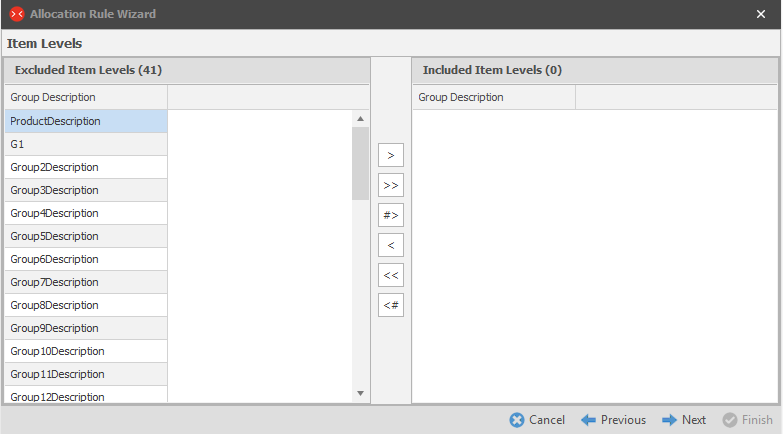 Allocation Rule Wizard
Item Levels
Excluded Item Levels (41)
Group Description
ProductDescription
G1
Group2Description
Group3Description
Group4Description
Group5Description
Group6Description
Group7Description
Group8Description
Group9Description
Group10Description
Group11Description
Group12Description
>
>>
#>
<
<<
<#
Included Item Levels (0)
Group Description
Cancel Previous Next Finish